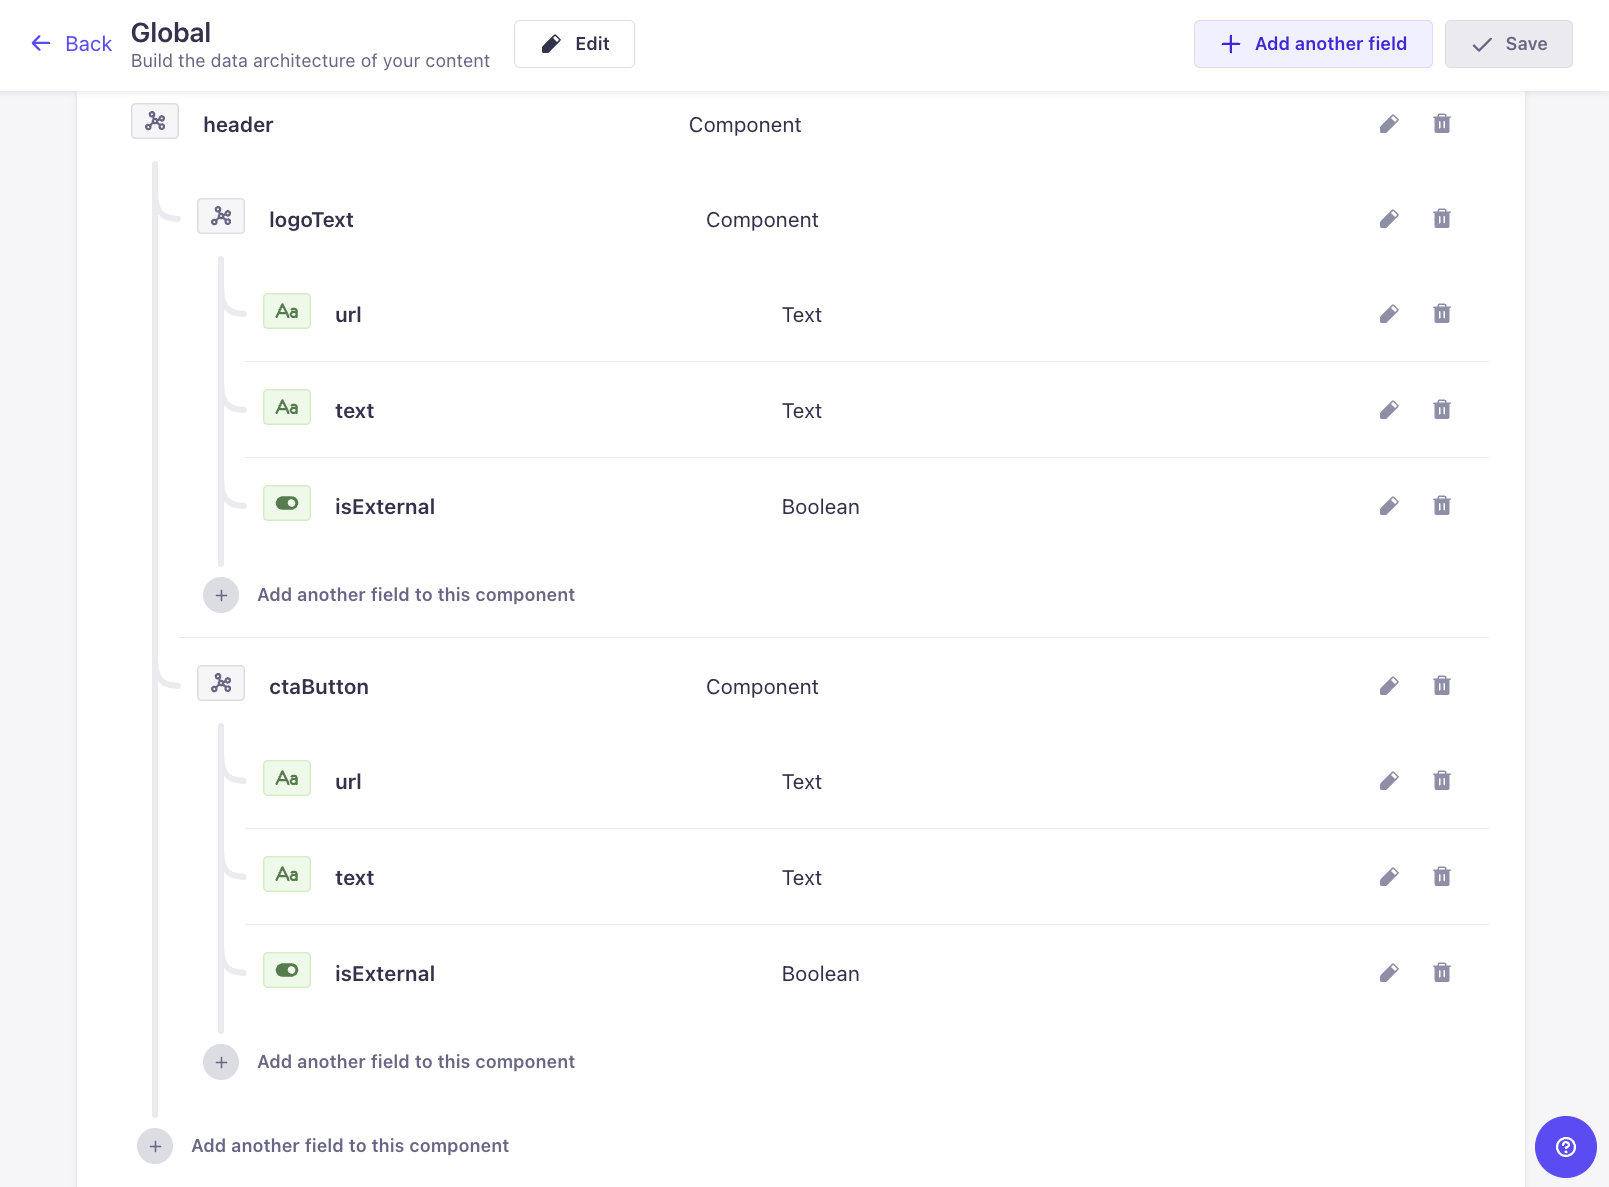 Back
Global
Build the data architecture of your content
Edit
Add another field
Save
header Component
logoText Component
Aa url Text
Aa text Text
isExternal Boolean
Add another field to this component
ctaButton Component
Aa url Text
Aa text Text
isExternal Boolean
Add another field to this component
Add another field to this component